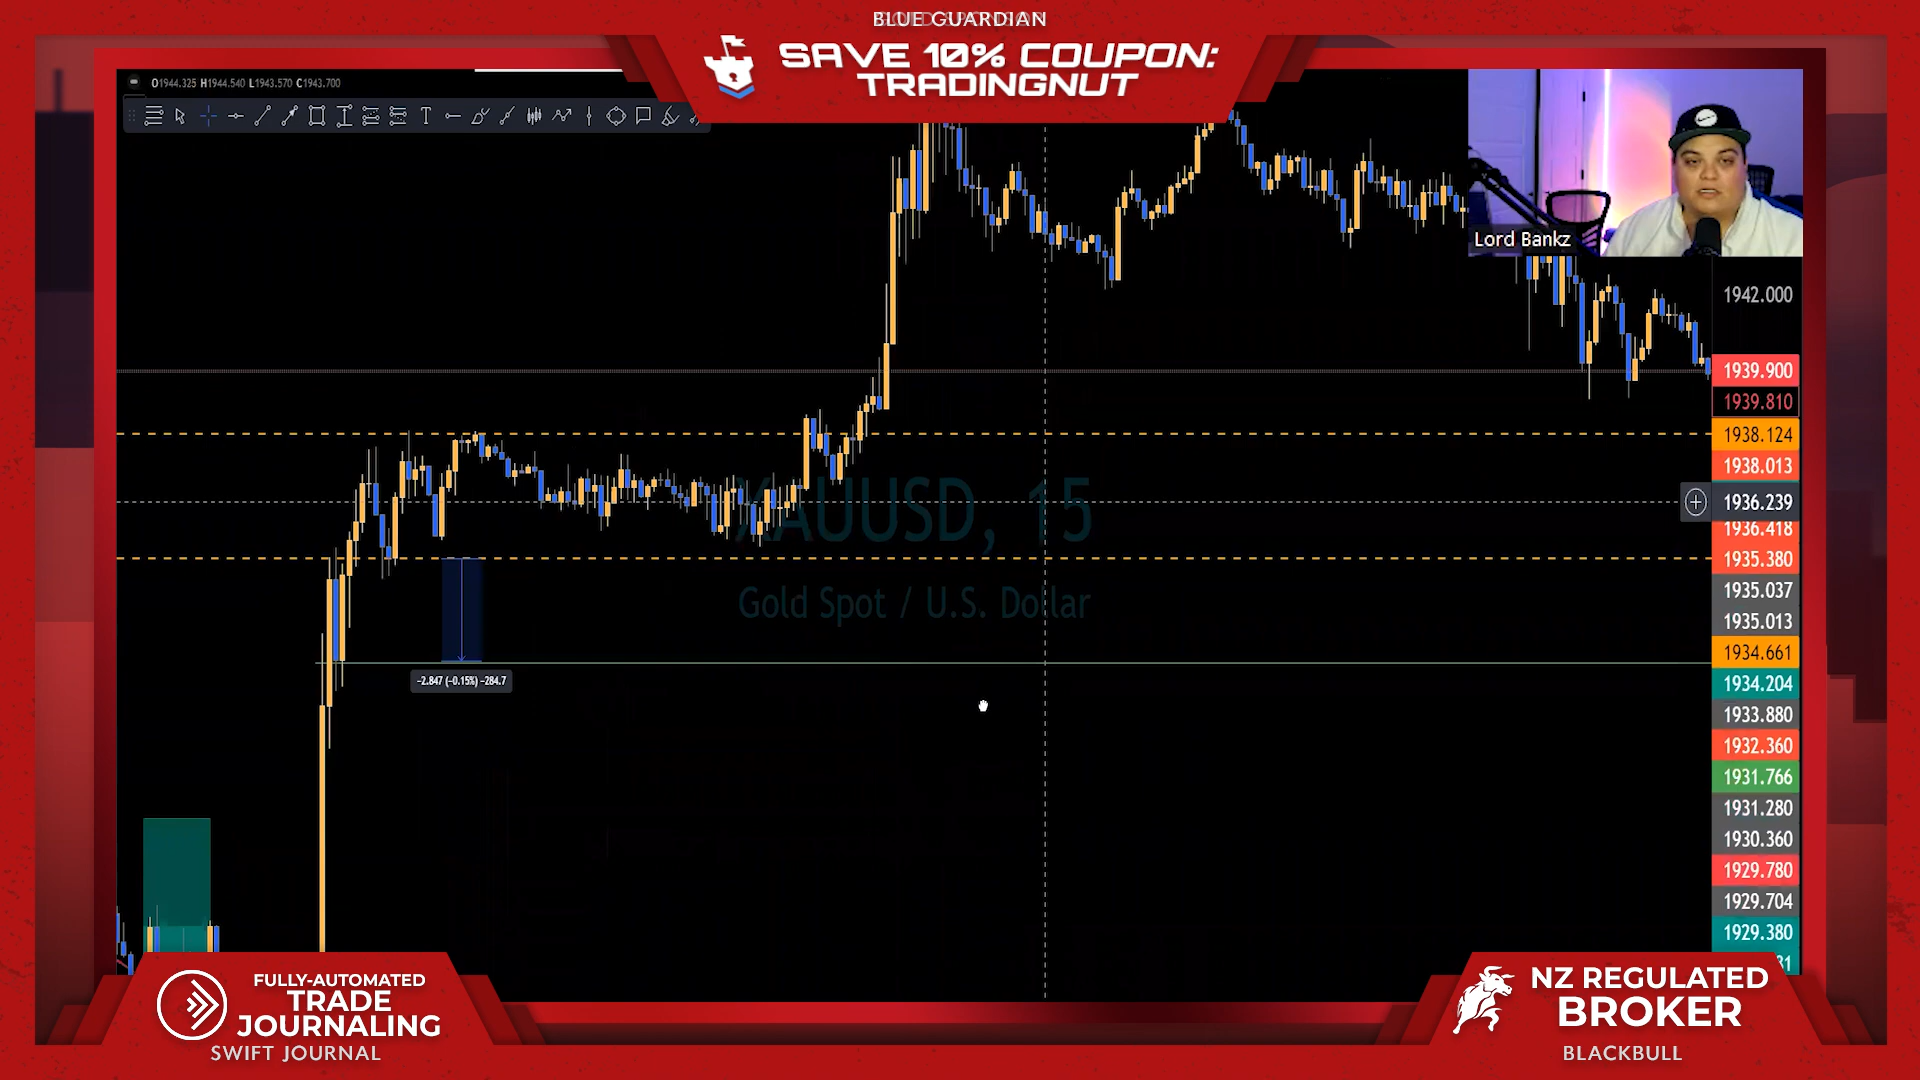 BLUE GUARDIAN
SAVE 10% COUPON:
TRADINGNUT
O1944.325 H1944.540 L1943.570 C1943.700
Lord Bankz
1942.000
1939.900
1939.810
1938.124
1938.013
1936.239
1936.418
1935.380
1935.037
1935.013
1934.661
1934.204
1933.880
1932.360
1931.766
1931.280
1930.360
1929.780
1929.704
1929.380
XAUUSD, 15
Gold Spot / U.S. Dollar
-2.847 (-0.15%) -284.7
FULLY-AUTOMATED
TRADE
JOURNALING
SWIFT JOURNAL
NZ REGULATED
BROKER
BLACKBULL